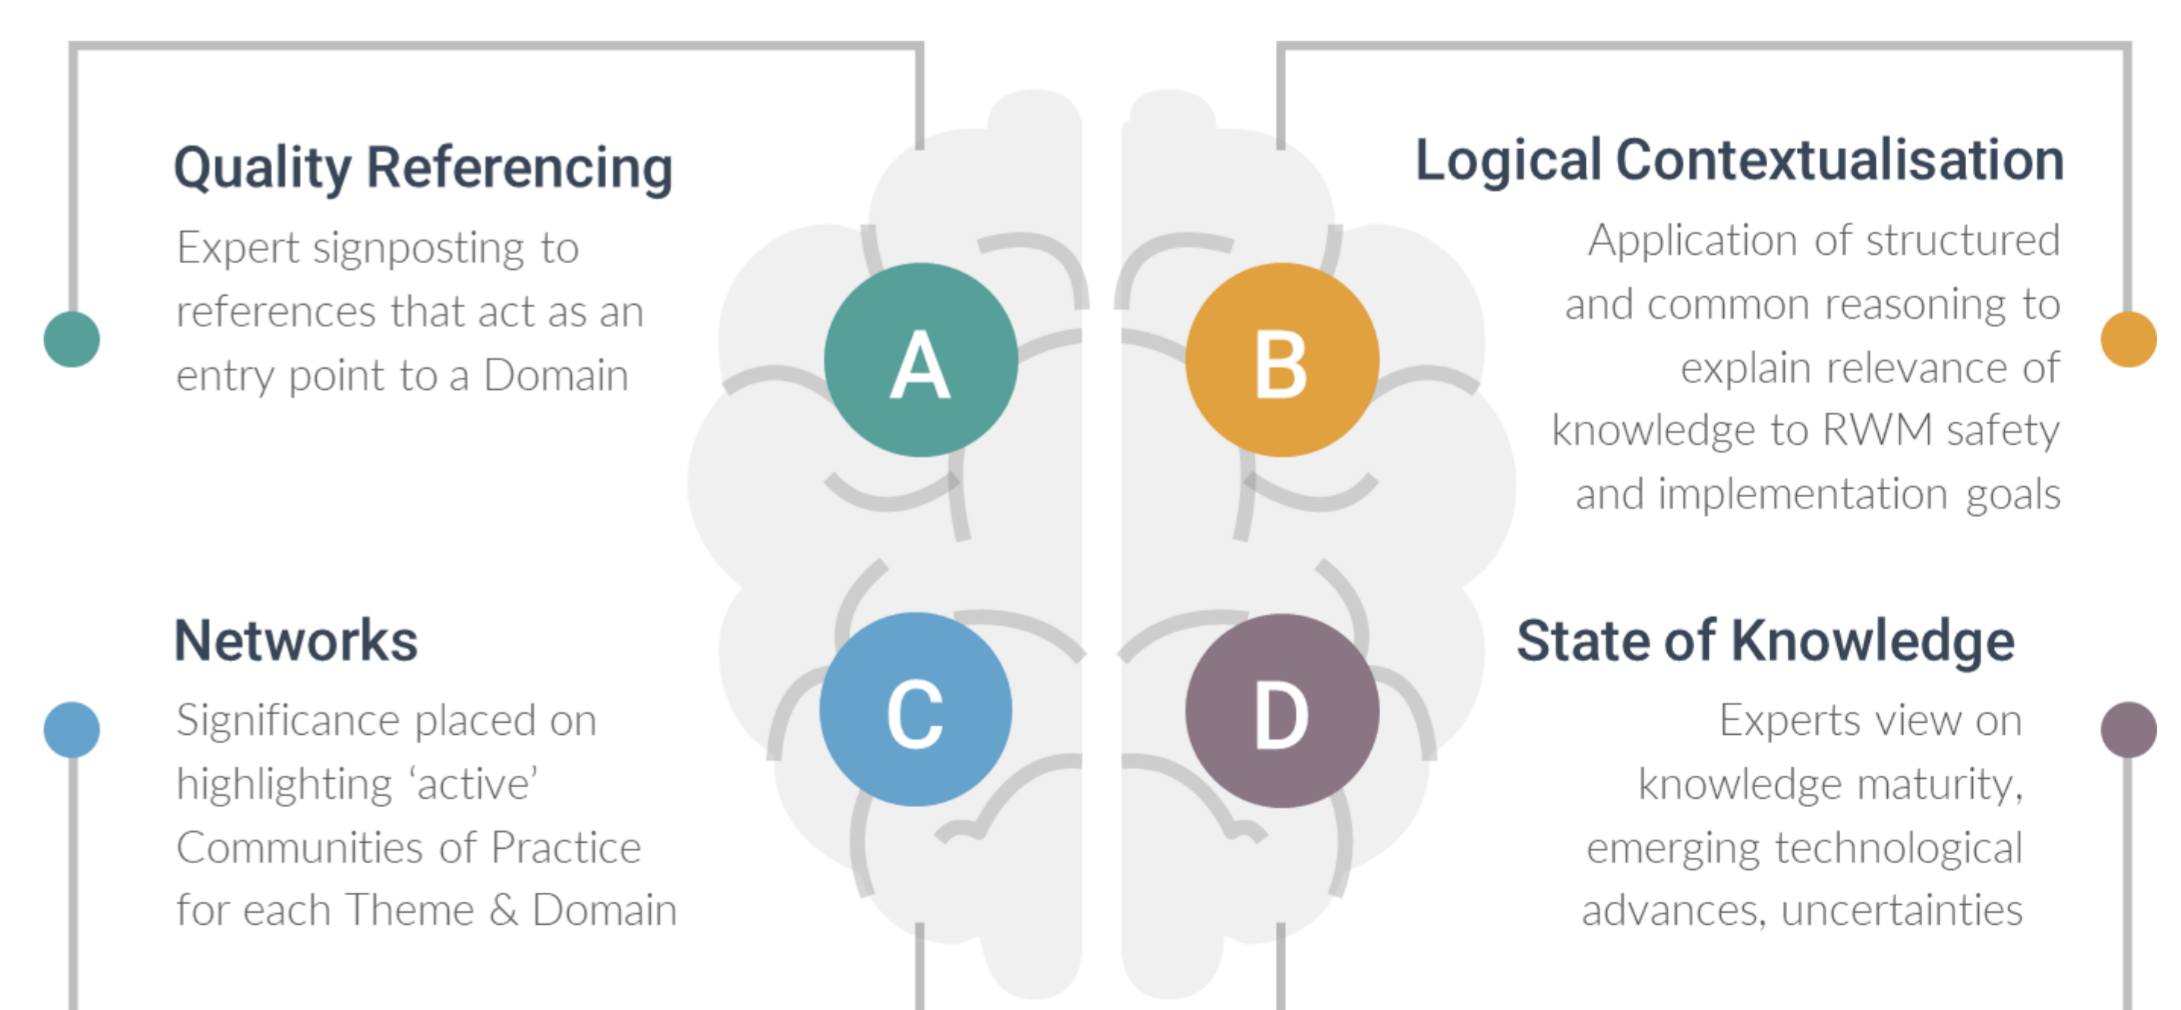 Quality Referencing
Expert signposting to
references that act as an
entry point to a Domain
A
B
Logical Contextualisation
Application of structured
and common reasoning to
explain relevance of
knowledge to RWM safety
and implementation goals
Networks
Significance placed on
highlighting ‘active’
Communities of Practice
for each Theme & Domain
C
D
State of Knowledge
Experts view on
knowledge maturity,
emerging technological
advances, uncertainties